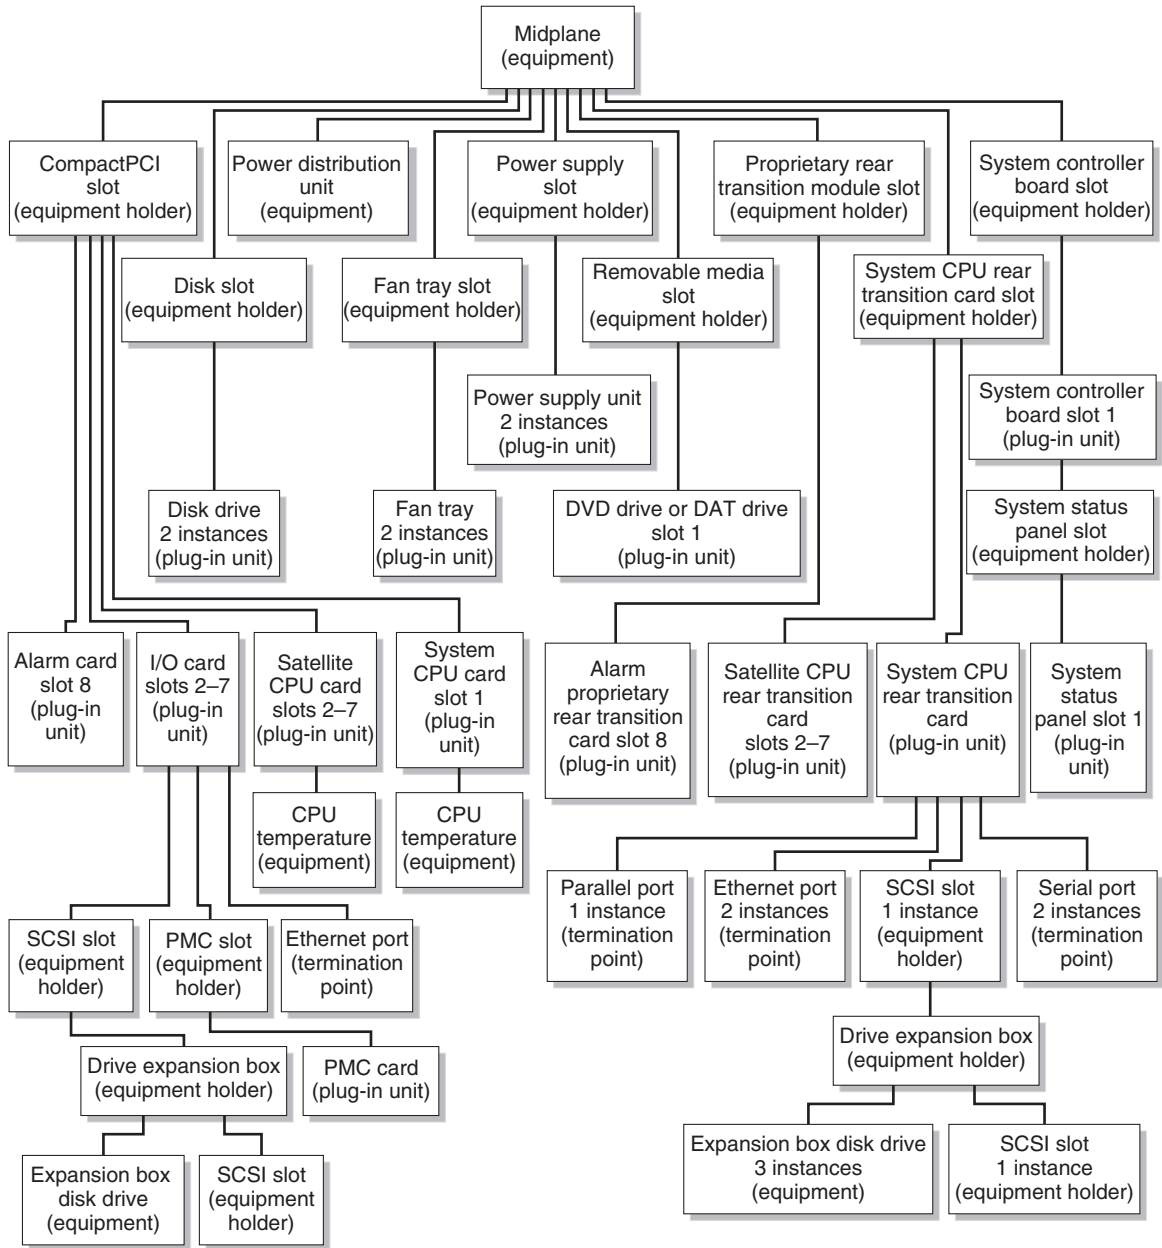 Midplane
(equipment)
CompactPCI
slot
(equipment holder)
Power distribution
unit
(equipment)
Power supply
slot
(equipment holder)
Proprietary rear
transition module slot
(equipment holder)
System controller
board slot
(equipment holder)
Disk slot
(equipment holder)
Fan tray slot
(equipment holder)
Removable media
slot
(equipment holder)
System CPU rear
transition card slot
(equipment holder)
Power supply unit
2 instances
(plug-in unit)
System controller
board slot 1
(plug-in unit)
Disk drive
2 instances
(plug-in unit)
Fan tray
2 instances
(plug-in unit)
DVD drive or DAT drive
slot 1
(plug-in unit)
System status
panel slot
(equipment holder)
Alarm card
slot 8
(plug-in
unit)
I/O card
slots 2–7
(plug-in
unit)
Satellite
CPU card
slots 2–7
(plug-in unit)
System
CPU card
slot 1
(plug-in
unit)
Alarm
proprietary
rear transition
card slot 8
(plug-in unit)
Satellite CPU
rear transition
card
slots 2–7
(plug-in unit)
System CPU
rear transition
card
(plug-in unit)
System
status
panel slot 1
(plug-in
unit)
CPU
temperature
(equipment)
CPU
temperature
(equipment)
Parallel port
1 instance
(termination
point)
Ethernet port
2 instances
(termination
point)
SCSI slot
1 instance
(equipment
holder)
Serial port
2 instances
(termination
point)
SCSI slot
(equipment
holder)
PMC slot
(equipment
holder)
Ethernet port
(termination
point)
Drive expansion box
(equipment holder)
PMC card
(plug-in unit)
Drive expansion box
(equipment holder)
Expansion box
disk drive
(equipment)
SCSI slot
(equipment
holder)
Expansion box disk drive
3 instances
(equipment)
SCSI slot
1 instance
(equipment holder)